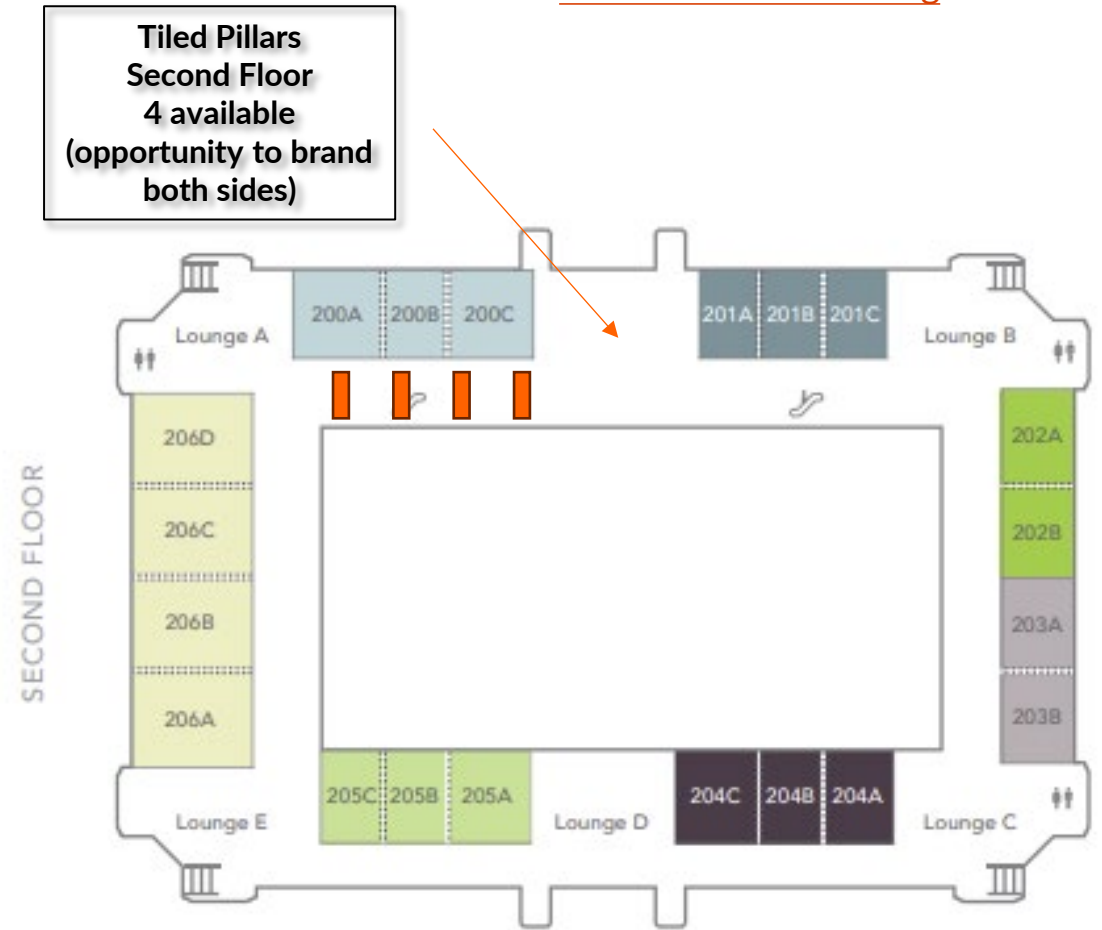 Tiled Pillars
Second Floor
4 available
(opportunity to brand
both sides)
200A 200B 200C
201A 201B 201C
Lounge A
Lounge B
206D
202A
206C
202B
SECOND FLOOR
206B
203A
206A
203B
205C 205B 205A
204C 204B 204A
Lounge E
Lounge D
Lounge C